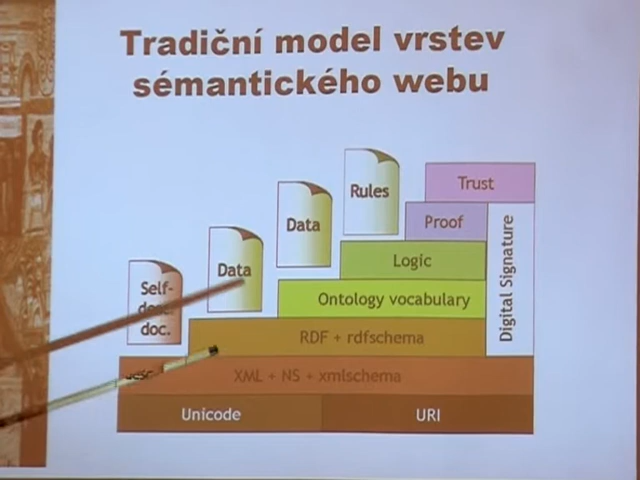 Tradiční model vrstev
sémantického webu
Rules
Trust
Data
Proof
Data
Logic
Self-
doc.
Ontology vocabulary
Digital Signature
RDF + rdfschema
XML + NS + xmlschema
Unicode
URI